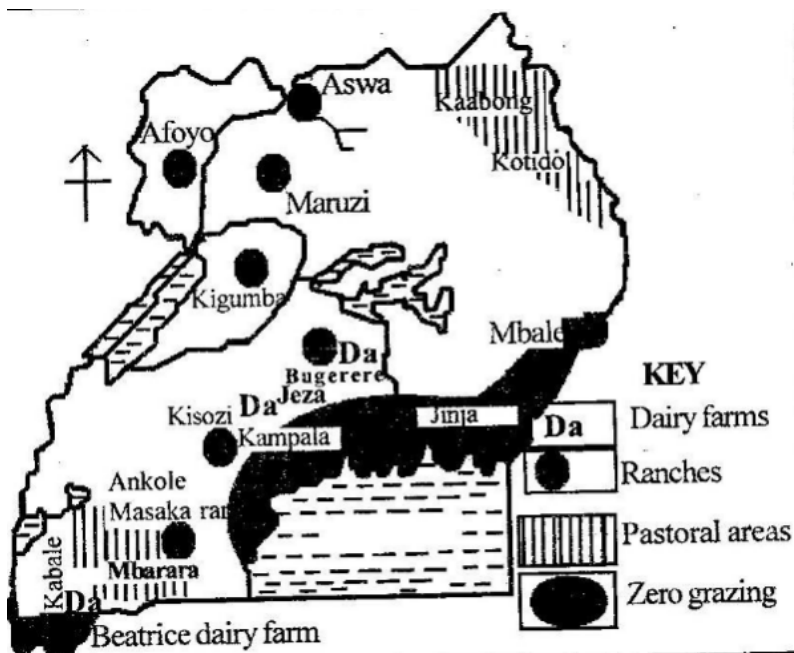 Aswa
Kaabong
Afoyo
Kotido
Maruzi
Kigumba
Mbale
Da
Bugerere
KEY
Da Jeza
Da Dairy farms
Kisozi
Jinja
Kampala
Ranches
Ankole
Masaka ran
Pastoral areas
Mbarara
Kabale
Da
Zero grazing
Beatrice dairy farm